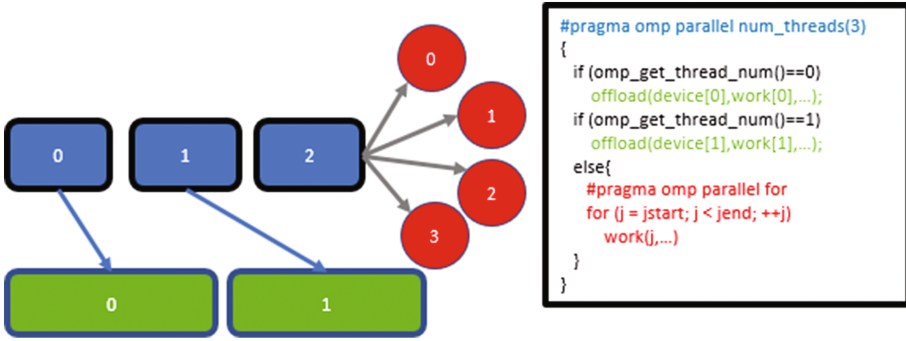 0
1
2
0
1
2
3
0
1
#pragma omp parallel num_threads(3)
{
if (omp_get_thread_num()==0)
offload(device[0],work[0],...);
if (omp_get_thread_num()==1)
offload(device[1],work[1],...);
else{
#pragma omp parallel for
for (j = jstart; j < jend; ++j)
work(j,...)
}
}